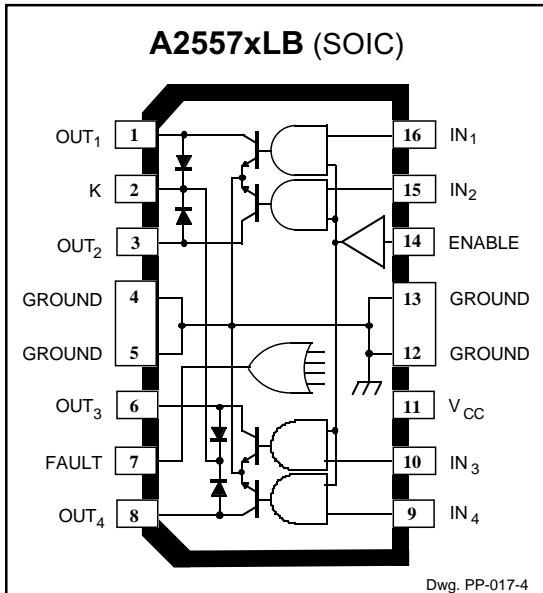 A2557xLB (SOIC)
OUT₁ 1
K 2
OUT₂ 3
GROUND 4
GROUND 5
OUT₃ 6
FAULT 7
OUT₄ 8
16 IN₁
15 IN₂
14 ENABLE
13 GROUND
12 GROUND
11 V_CC
10 IN₃
9 IN₄
Dwg. PP-017-4